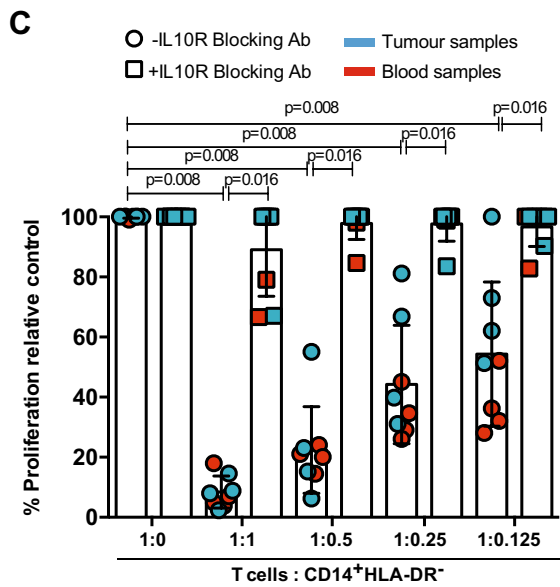 C
-IL10R Blocking Ab Tumour samples
+IL10R Blocking Ab Blood samples
p=0.008 p=0.016
p=0.008 p=0.016
p=0.008 p=0.016
p=0.008 p=0.016
% Proliferation relative control
100
80
60
40
20
0
1:0 1:1 1:0.5 1:0.25 1:0.125
T cells : CD14⁺HLA-DR⁻